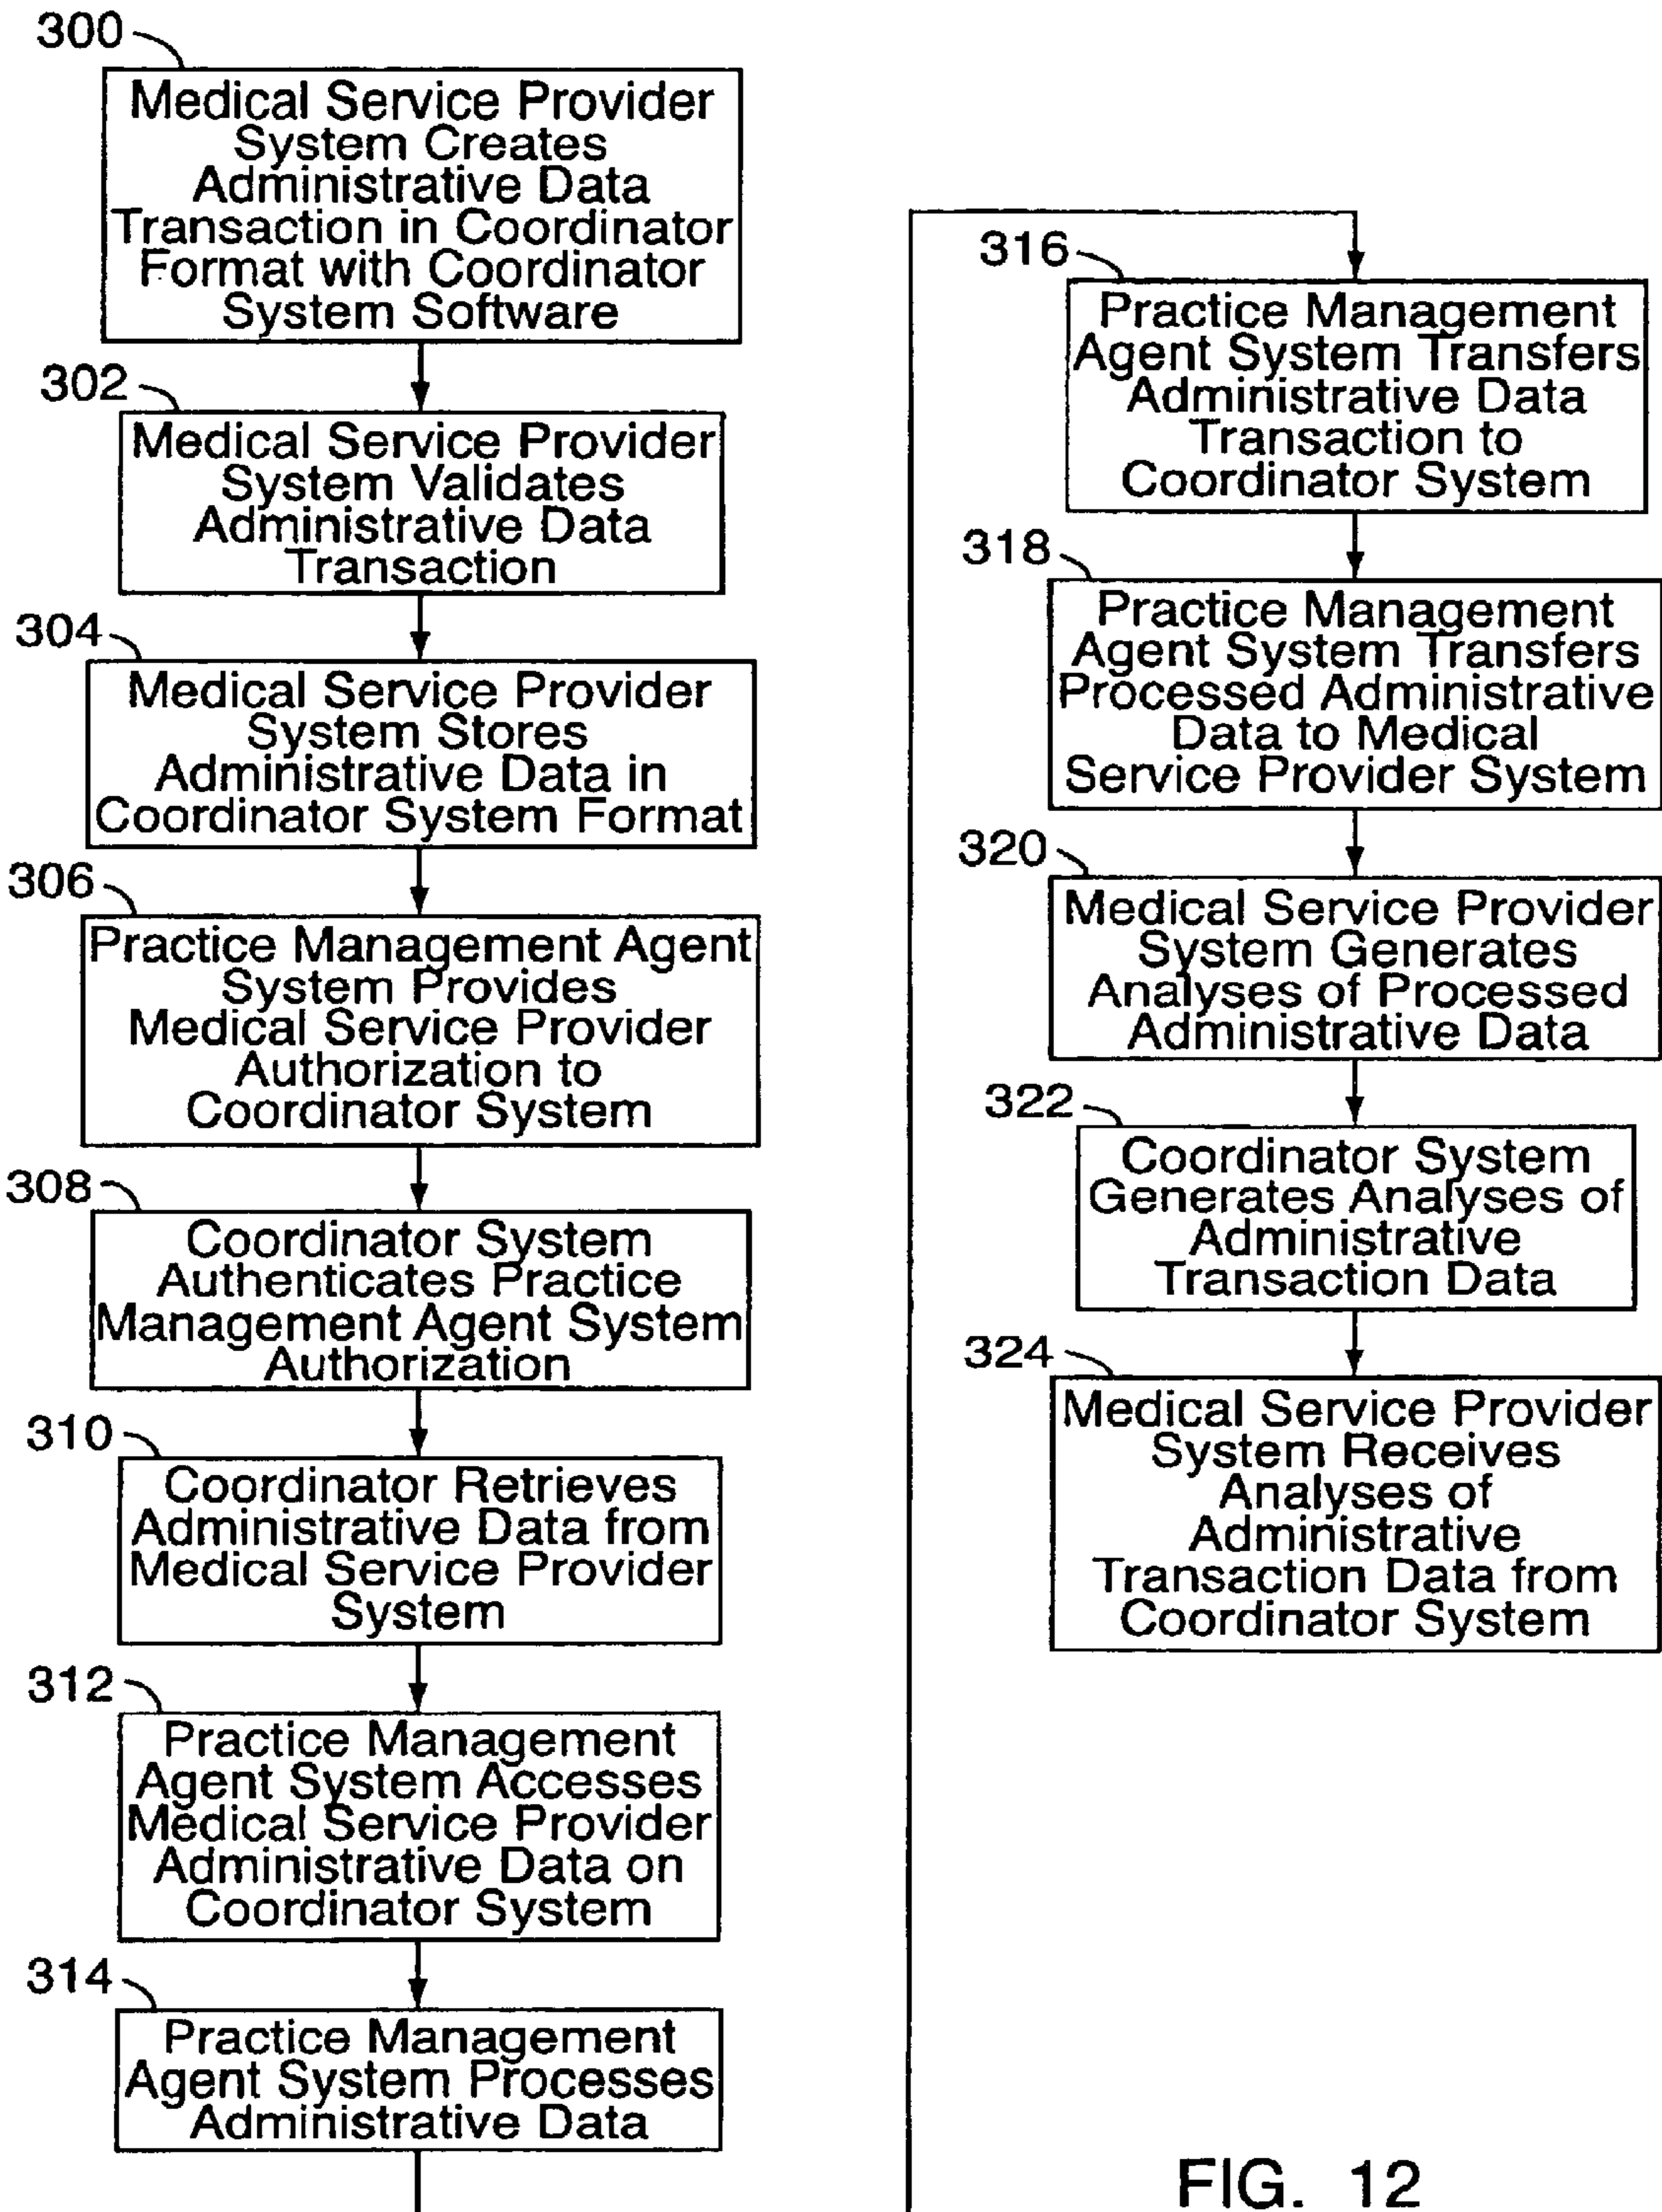 300
Medical Service Provider
System Creates
Administrative Data
Transaction in Coordinator
Format with Coordinator
System Software
302
Medical Service Provider
System Validates
Administrative Data
Transaction
304
Medical Service Provider
System Stores
Administrative Data in
Coordinator System Format
306
Practice Management Agent
System Provides
Medical Service Provider
Authorization to
Coordinator System
308
Coordinator System
Authenticates Practice
Management Agent System
Authorization
310
Coordinator Retrieves
Administrative Data from
Medical Service Provider
System
312
Practice Management
Agent System Accesses
Medical Service Provider
Administrative Data on
Coordinator System
314
Practice Management
Agent System Processes
Administrative Data
316
Practice Management
Agent System Transfers
Administrative Data
Transaction to
Coordinator System
318
Practice Management
Agent System Transfers
Processed Administrative
Data to Medical
Service Provider System
320
Medical Service Provider
System Generates
Analyses of Processed
Administrative Data
322
Coordinator System
Generates Analyses of
Administrative
Transaction Data
324
Medical Service Provider
System Receives
Analyses of
Administrative
Transaction Data from
Coordinator System
FIG. 12